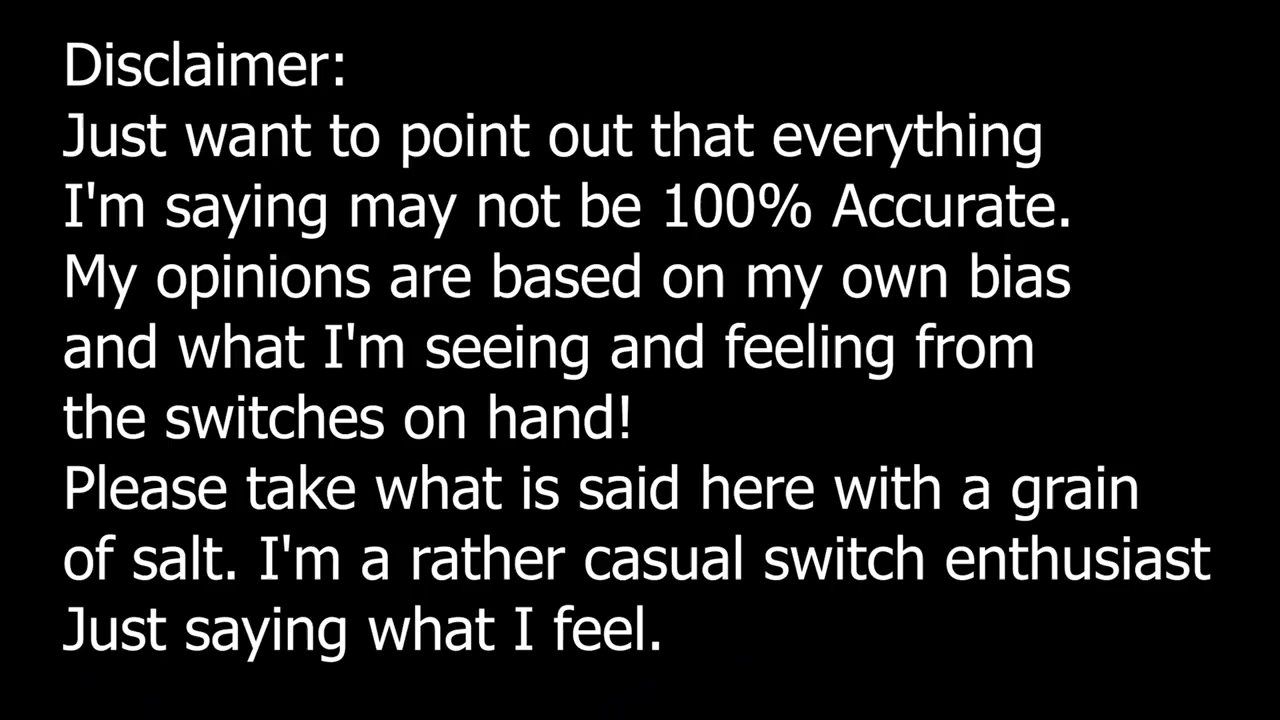 Disclaimer:
Just want to point out that everything
I'm saying may not be 100% Accurate.
My opinions are based on my own bias
and what I'm seeing and feeling from
the switches on hand!
Please take what is said here with a grain
of salt. I'm a rather casual switch enthusiast
Just saying what I feel.